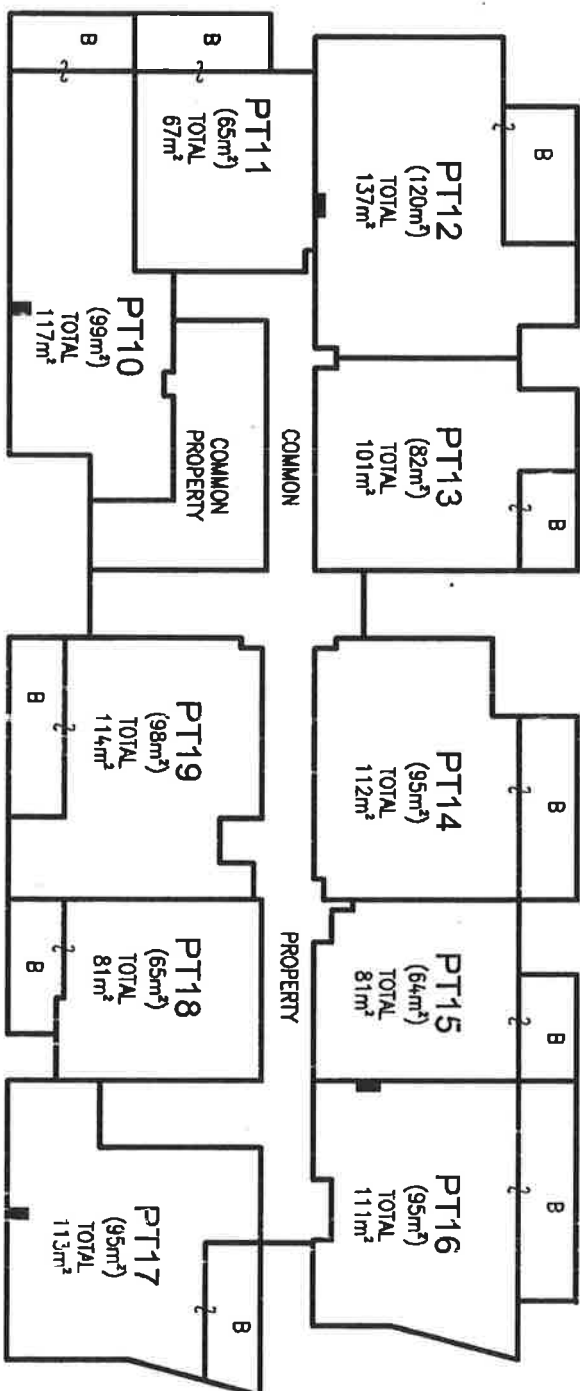 B
PT12
(120m²)
TOTAL
137m²
B
PT13
(82m²)
TOTAL
101m²
B
PT14
(95m²)
TOTAL
112m²
B
PT15
(64m²)
TOTAL
81m²
B
PT16
(95m²)
TOTAL
111m²
COMMON
PROPERTY
B
PT11
(65m²)
TOTAL
67m²
COMMON
PROPERTY
B
PT10
(99m²)
TOTAL
117m²
PT19
(98m²)
TOTAL
114m²
B
PT18
(65m²)
TOTAL
81m²
B
B
PT17
(95m²)
TOTAL
113m²